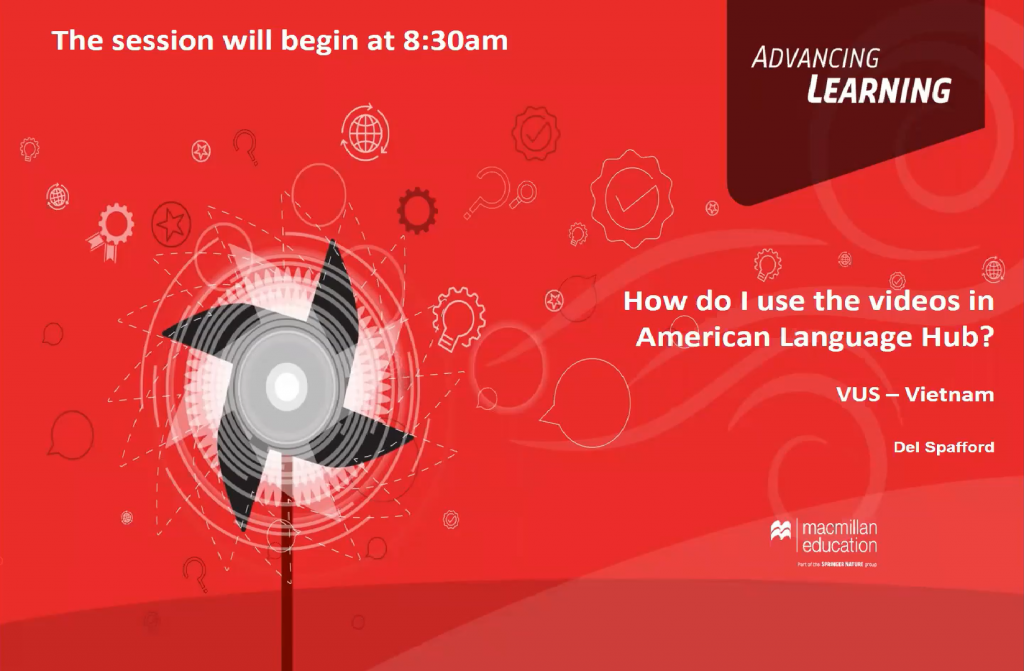 The session will begin at 8:30am
ADVANCING
LEARNING
How do I use the videos in
American Language Hub?
VUS – Vietnam
Del Spafford
macmillan
education
Part of the SPRINGER NATURE group